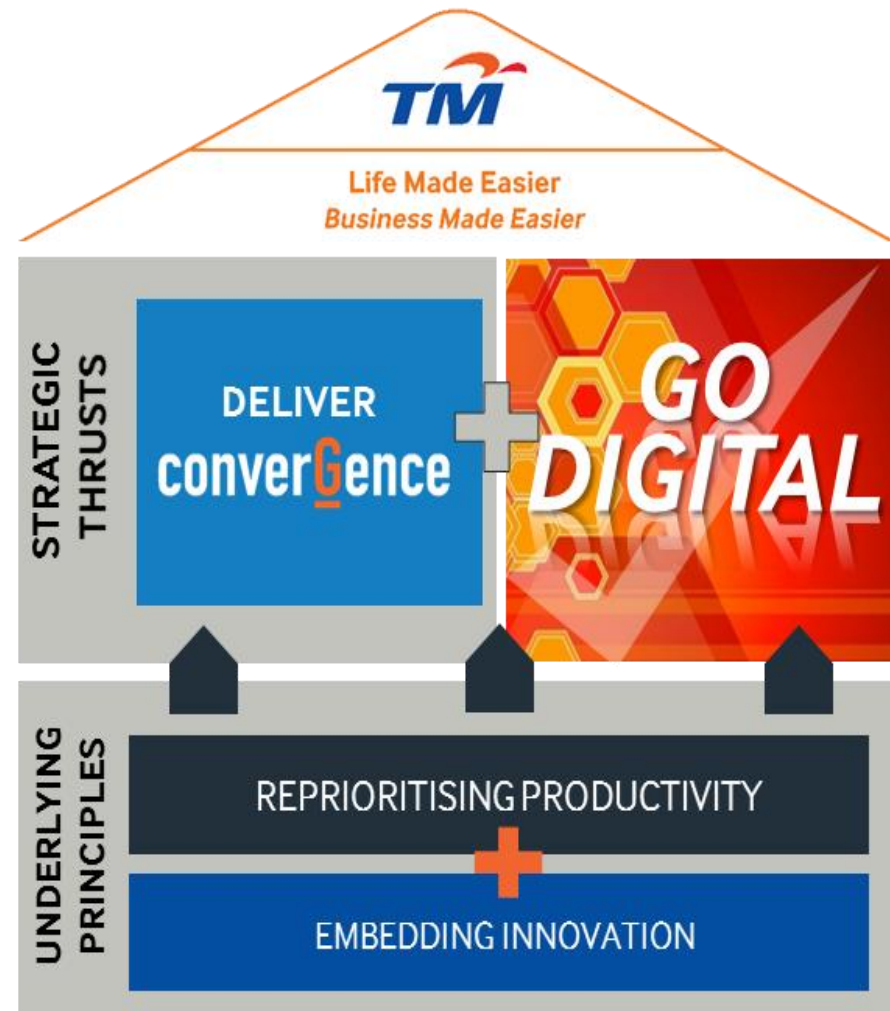 TM
Life Made Easier
Business Made Easier
STRATEGIC
THRUSTS
DELIVER
converGence
GO
DIGITAL
UNDERLYING
PRINCIPLES
REPRIORITISING PRODUCTIVITY
EMBEDDING INNOVATION